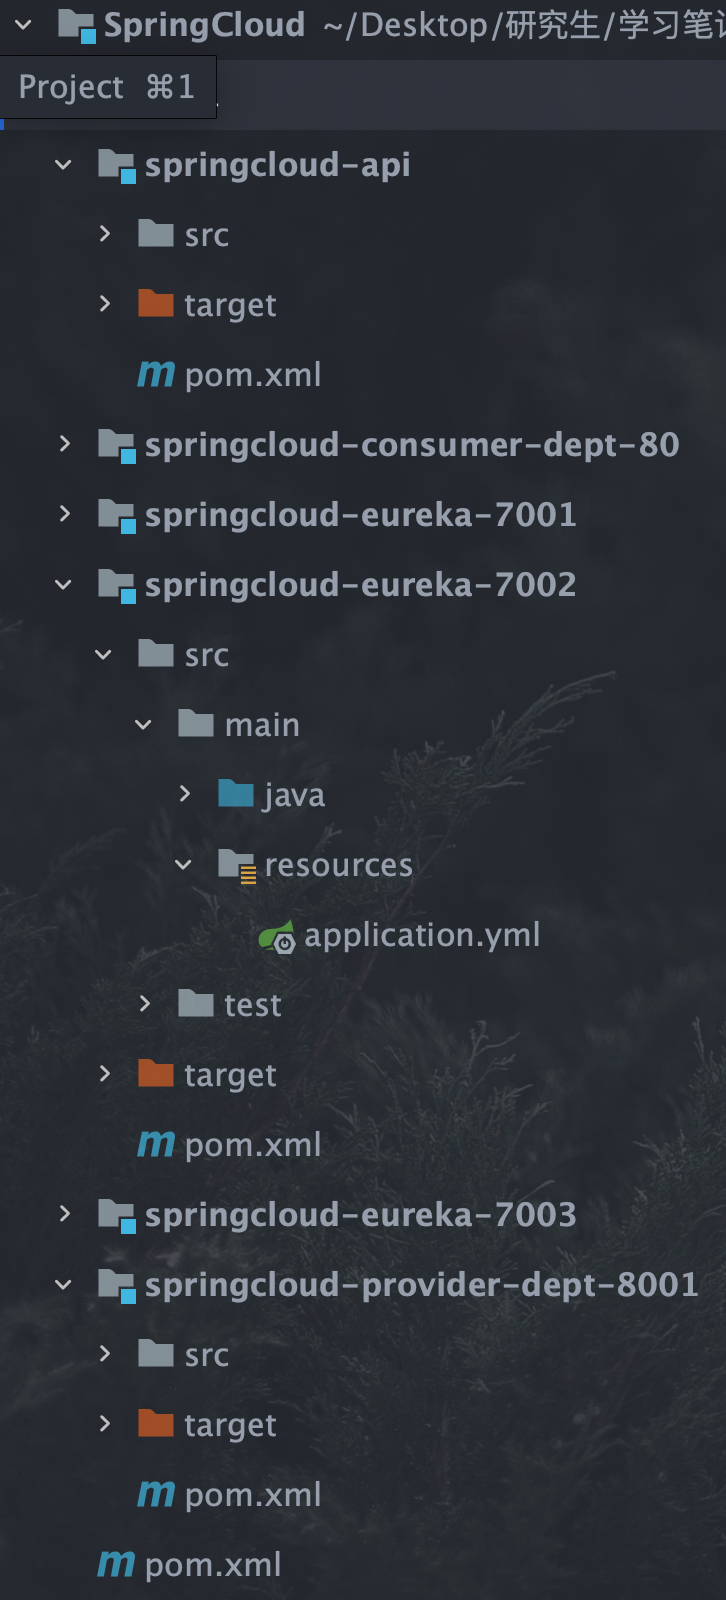 SpringCloud ~/Desktop/研究生/学习笔
Project ⌘1
springcloud-api
src
target
pom.xml
springcloud-consumer-dept-80
springcloud-eureka-7001
springcloud-eureka-7002
src
main
java
resources
application.yml
test
target
pom.xml
springcloud-eureka-7003
springcloud-provider-dept-8001
src
target
pom.xml
pom.xml